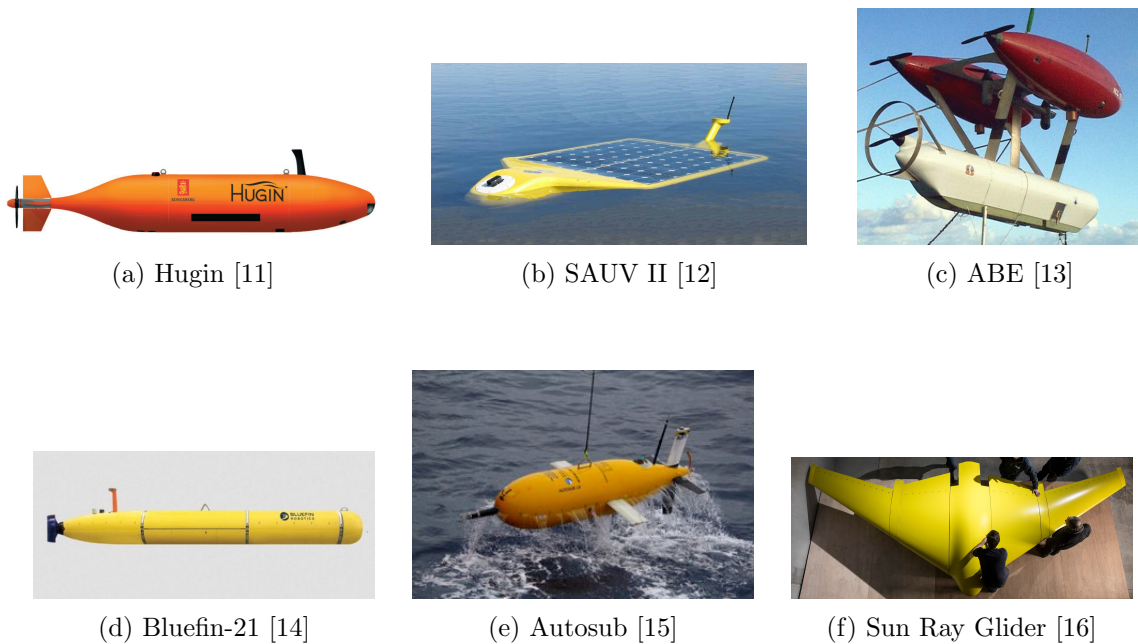 HUGIN
(a) Hugin [11]
(b) SAUV II [12]
(c) ABE [13]
BLUEFIN
ROBOTICS
(d) Bluefin-21 [14]
(e) Autosub [15]
(f) Sun Ray Glider [16]